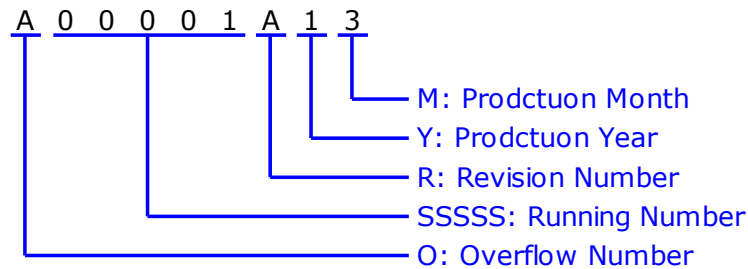 A 0 0 0 0 1 A 1 3
M: Prodctuon Month
Y: Prodctuon Year
R: Revision Number
SSSSS: Running Number
O: Overflow Number